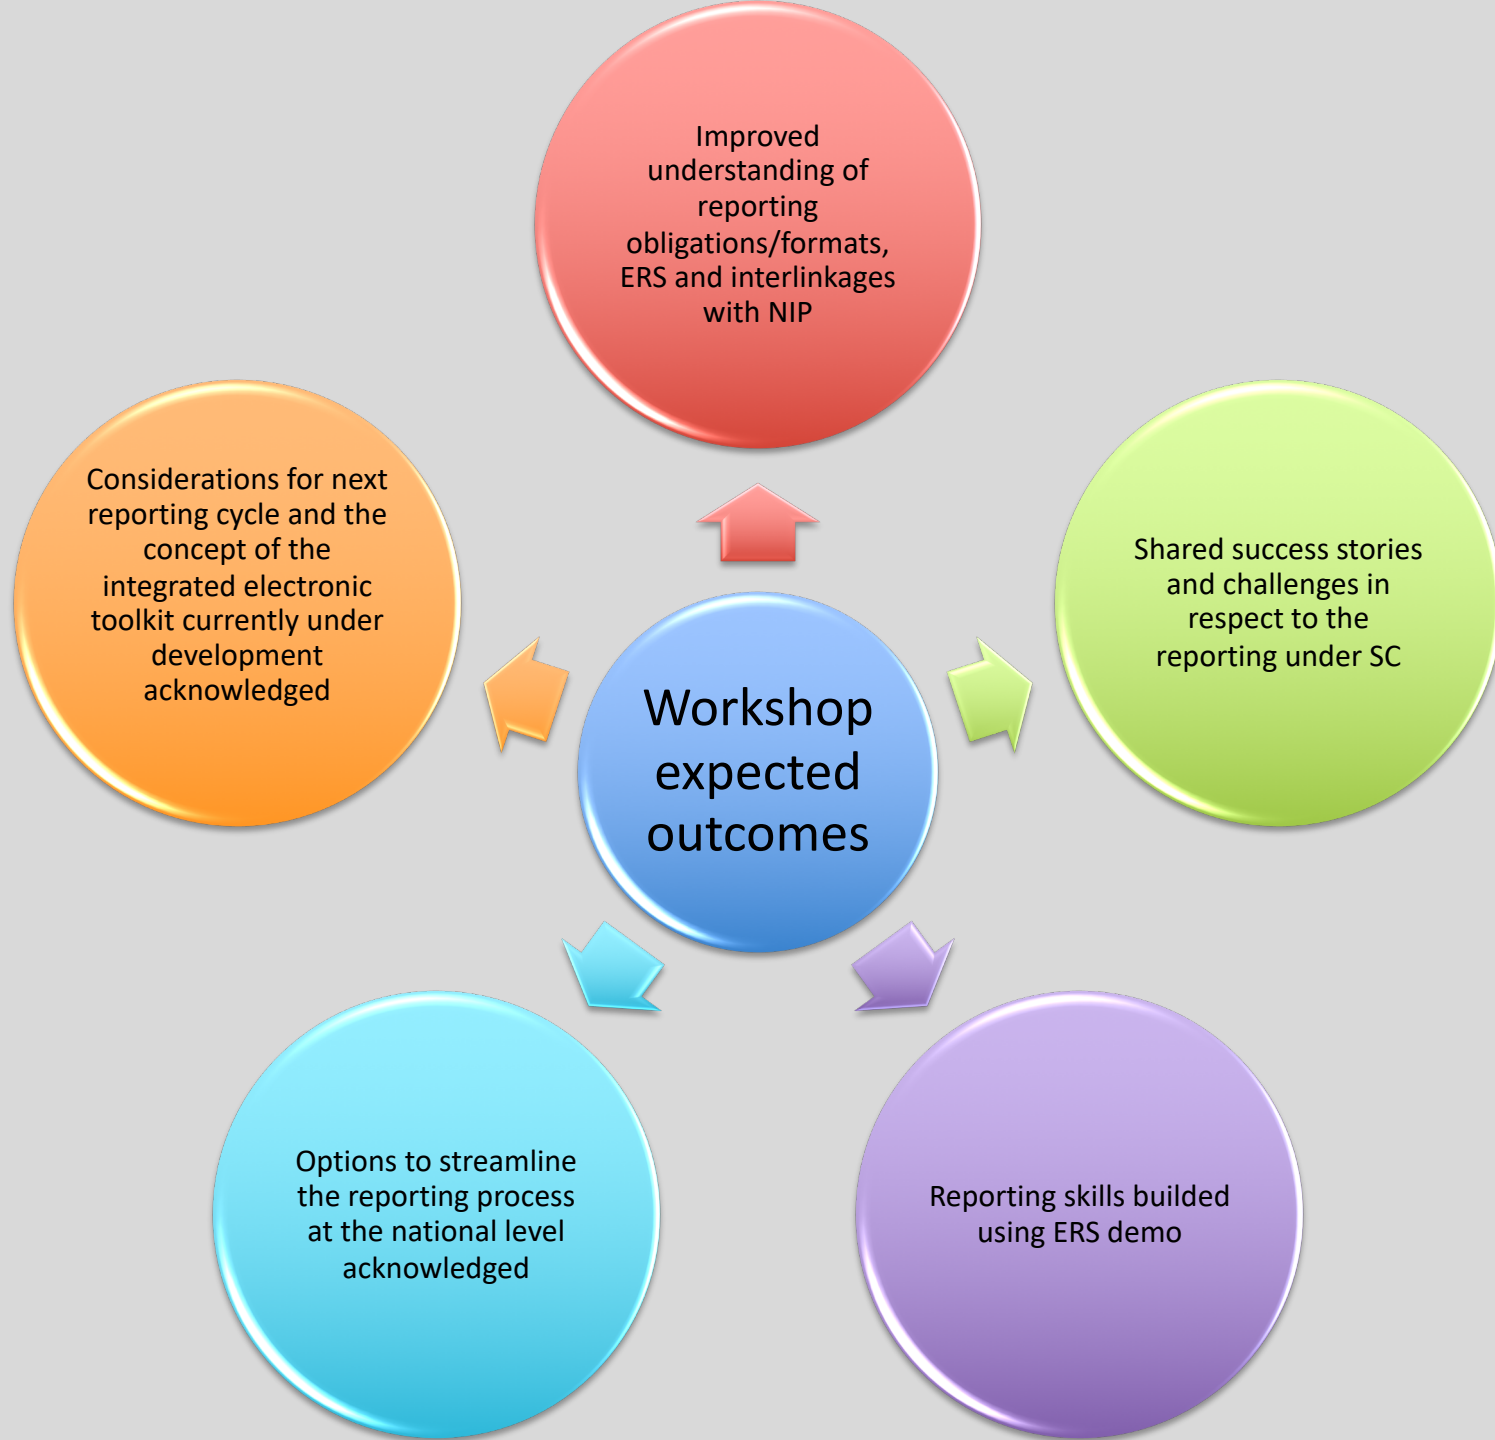 Improved
understanding of
reporting
obligations/formats,
ERS and interlinkages
with NIP
Shared success stories
and challenges in
respect to the
reporting under SC
Reporting skills builded
using ERS demo
Options to streamline
the reporting process
at the national level
acknowledged
Considerations for next
reporting cycle and the
concept of the
integrated electronic
toolkit currently under
development
acknowledged
Workshop
expected
outcomes